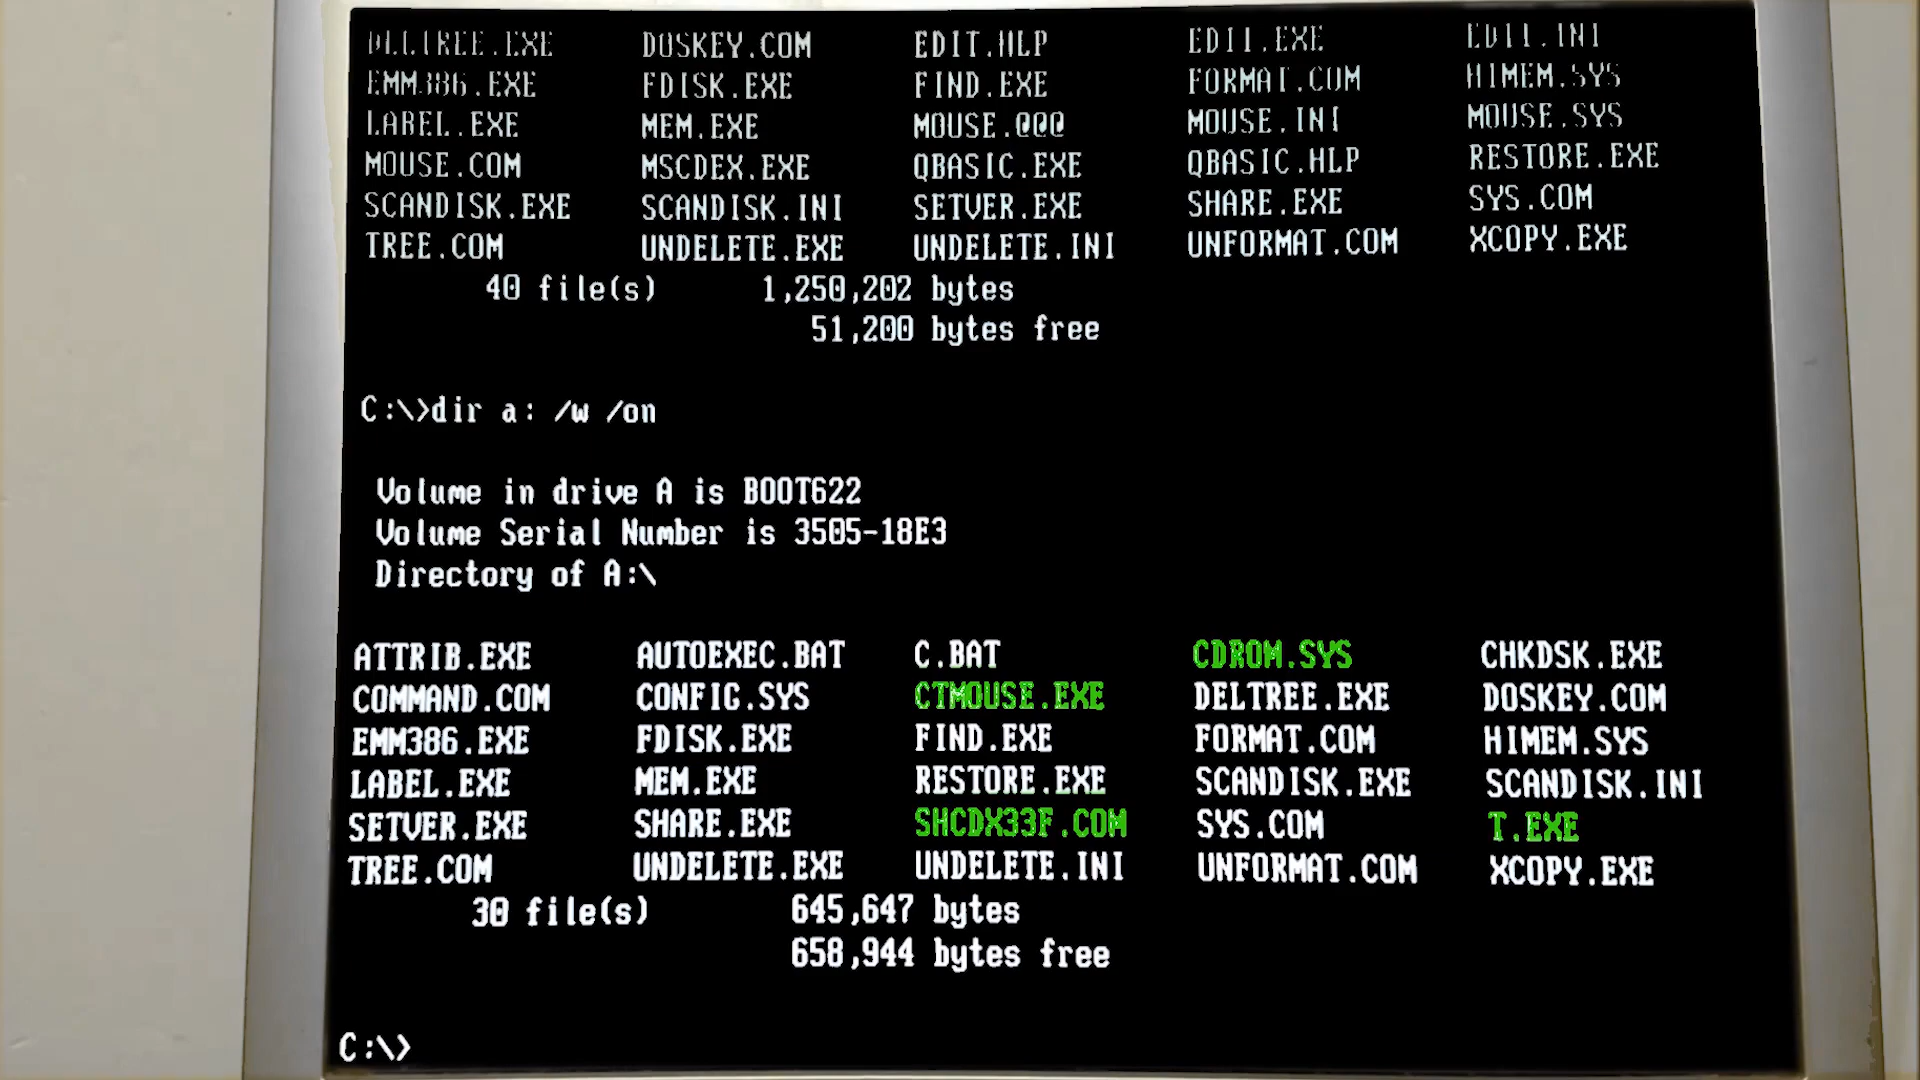 DELTREE.EXE DOSKEY.COM EDIT.HLP EDIT.EXE EDIT.INI
EMM386.EXE FDISK.EXE FIND.EXE FORMAT.COM HIMEM.SYS
LABEL.EXE MEM.EXE MOUSE.@@@ MOUSE.INI MOUSE.SYS
MOUSE.COM MSCDEX.EXE QBASIC.EXE QBASIC.HLP RESTORE.EXE
SCANDISK.EXE SCANDISK.INI SETVER.EXE SHARE.EXE SYS.COM
TREE.COM UNDELETE.EXE UNDELETE.INI UNFORMAT.COM XCOPY.EXE
40 file(s) 1,250,202 bytes
51,200 bytes free
C:\>dir a: /w /on
Volume in drive A is BOOT622
Volume Serial Number is 3505-18E3
Directory of A:\
ATTRIB.EXE AUTOEXEC.BAT C.BAT CDROM.SYS CHKDSK.EXE
COMMAND.COM CONFIG.SYS CTMOUSE.EXE DELTREE.EXE DOSKEY.COM
EMM386.EXE FDISK.EXE FIND.EXE FORMAT.COM HIMEM.SYS
LABEL.EXE MEM.EXE RESTORE.EXE SCANDISK.EXE SCANDISK.INI
SETVER.EXE SHARE.EXE SHCDX33F.COM SYS.COM T.EXE
TREE.COM UNDELETE.EXE UNDELETE.INI UNFORMAT.COM XCOPY.EXE
30 file(s) 645,647 bytes
658,944 bytes free
C:\>